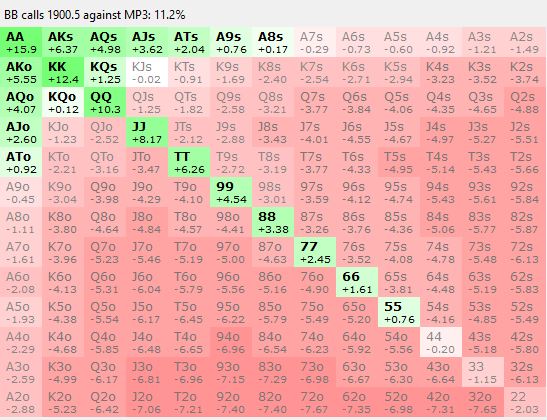 BB calls 1900.5 against MP3: 11.2%
AA AKs AQs AJs ATs A9s A8s A7s A6s A5s A4s A3s A2s
+15.9 +6.37 +4.98 +3.62 +2.04 +0.76 +0.17 -0.29 -0.73 -0.60 -0.92 -1.21 -1.49
AKo KK KQs KJs KTs K9s K8s K7s K6s K5s K4s K3s K2s
+5.55 +12.4 +1.25 -0.02 -0.91 -1.69 -2.40 -2.54 -2.71 -2.94 -3.23 -3.52 -3.74
AQo KQo QQ QJs QTs Q9s Q8s Q7s Q6s Q5s Q4s Q3s Q2s
+4.07 +0.12 +10.3 -1.25 -1.82 -2.58 -3.21 -3.77 -3.84 -4.06 -4.35 -4.65 -4.88
AJo KJo QJo JJ JTs J9s J8s J7s J6s J5s J4s J3s J2s
+2.60 -1.23 -2.52 +8.17 -2.12 -2.88 -3.43 -4.01 -4.55 -4.67 -4.97 -5.27 -5.51
ATo KTo QTo JTo TT T9s T8s T7s T6s T5s T4s T3s T2s
+0.92 -2.21 -3.16 -3.47 +6.26 -2.72 -3.19 -3.77 -4.33 -4.95 -5.14 -5.43 -5.66
A9o K9o Q9o J9o T9o 99 98s 97s 96s 95s 94s 93s 92s
-0.45 -3.04 -3.98 -4.29 -4.10 +4.54 -3.01 -3.59 -4.12 -4.74 -5.43 -5.61 -5.84
A8o K8o Q8o J8o T8o 98o 88 87s 86s 85s 84s 83s 82s
-1.11 -3.80 -4.64 -4.84 -4.57 -4.41 +3.38 -3.26 -3.76 -4.36 -5.06 -5.77 -5.87
A7o K7o Q7o J7o T7o 97o 87o 77 76s 75s 74s 73s 72s
-1.61 -3.96 -5.23 -5.46 -5.19 -5.00 -4.63 +2.45 -3.52 -4.08 -4.78 -5.48 -6.13
A6o K6o Q6o J6o T6o 96o 86o 76o 66 65s 64s 63s 62s
-2.08 -4.13 -5.31 -6.04 -5.79 -5.56 -5.16 -4.90 +1.61 -3.81 -4.48 -5.19 -5.83
A5o K5o Q5o J5o T5o 95o 85o 75o 65o 55 54s 53s 52s
-1.93 -4.38 -5.54 -6.17 -6.45 -6.22 -5.79 -5.49 -5.20 +0.76 -4.16 -4.85 -5.49
A4o K4o Q4o J4o T4o 94o 84o 74o 64o 54o 44 43s 42s
-2.29 -4.68 -5.85 -6.48 -6.65 -6.96 -6.54 -6.23 -5.92 -5.56 -0.20 -5.18 -5.80
A3o K3o Q3o J3o T3o 93o 83o 73o 63o 53o 43o 33 32s
-2.59 -4.99 -6.17 -6.81 -6.96 -7.15 -7.29 -6.98 -6.67 -6.30 -6.64 -1.15 -6.13
A2o K2o Q2o J2o T2o 92o 82o 72o 62o 52o 42o 32o 22
-2.88 -5.23 -6.42 -7.06 -7.21 -7.40 -7.40 -7.67 -7.35 -6.98 -7.31 -7.65 -2.03